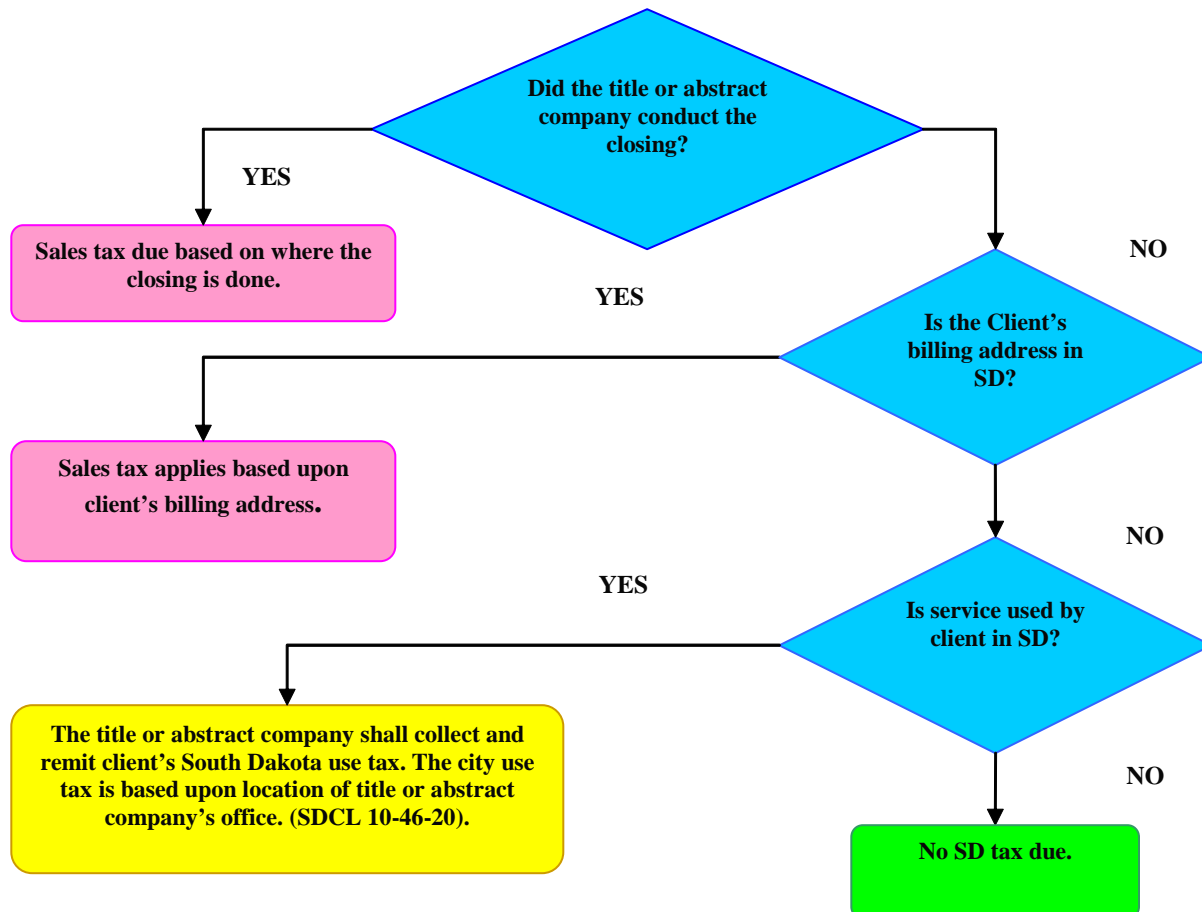 Did the title or abstract
company conduct the
closing?
YES
Sales tax due based on where the
closing is done.
NO
YES
Is the Client’s
billing address in
SD?
Sales tax applies based upon
client’s billing address.
NO
YES
Is service used by
client in SD?
The title or abstract company shall collect and
remit client’s South Dakota use tax. The city use
tax is based upon location of title or abstract
company’s office. (SDCL 10-46-20).
NO
No SD tax due.